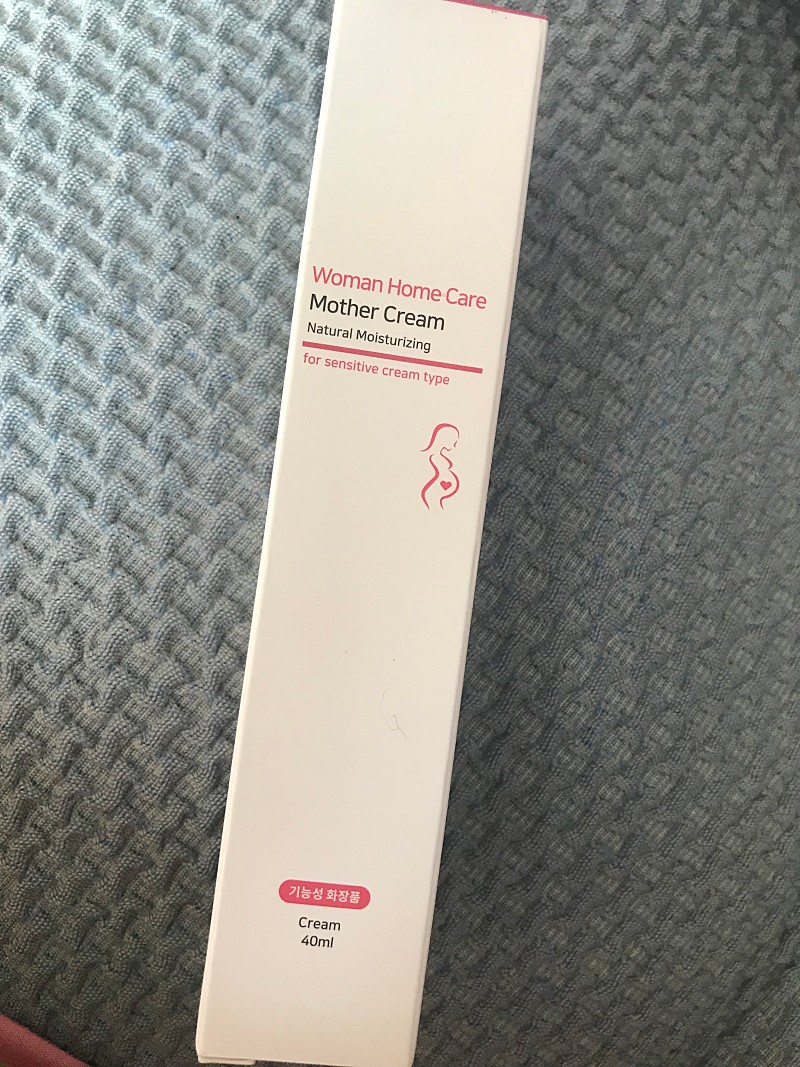 Woman Home Care
Mother Cream
Natural Moisturizing
for sensitive cream type
기능성 화장품
Cream
40ml